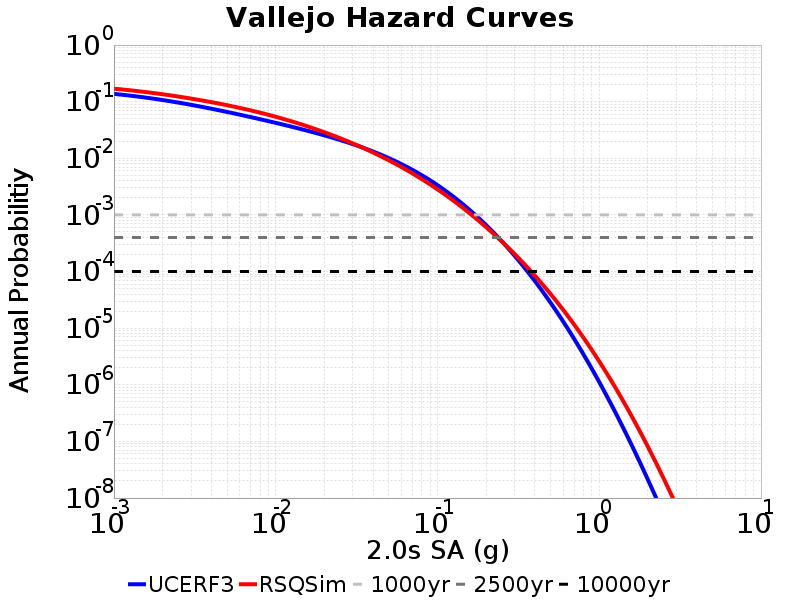 Vallejo Hazard Curves
10^0
10^-1
10^-2
10^-3
10^-4
10^-5
10^-6
10^-7
10^-8
Annual Probabilitiy
10^-3 10^-2 10^-1 10^0 10^1
2.0s SA (g)
UCERF3 RSQSim 1000yr 2500yr 10000yr